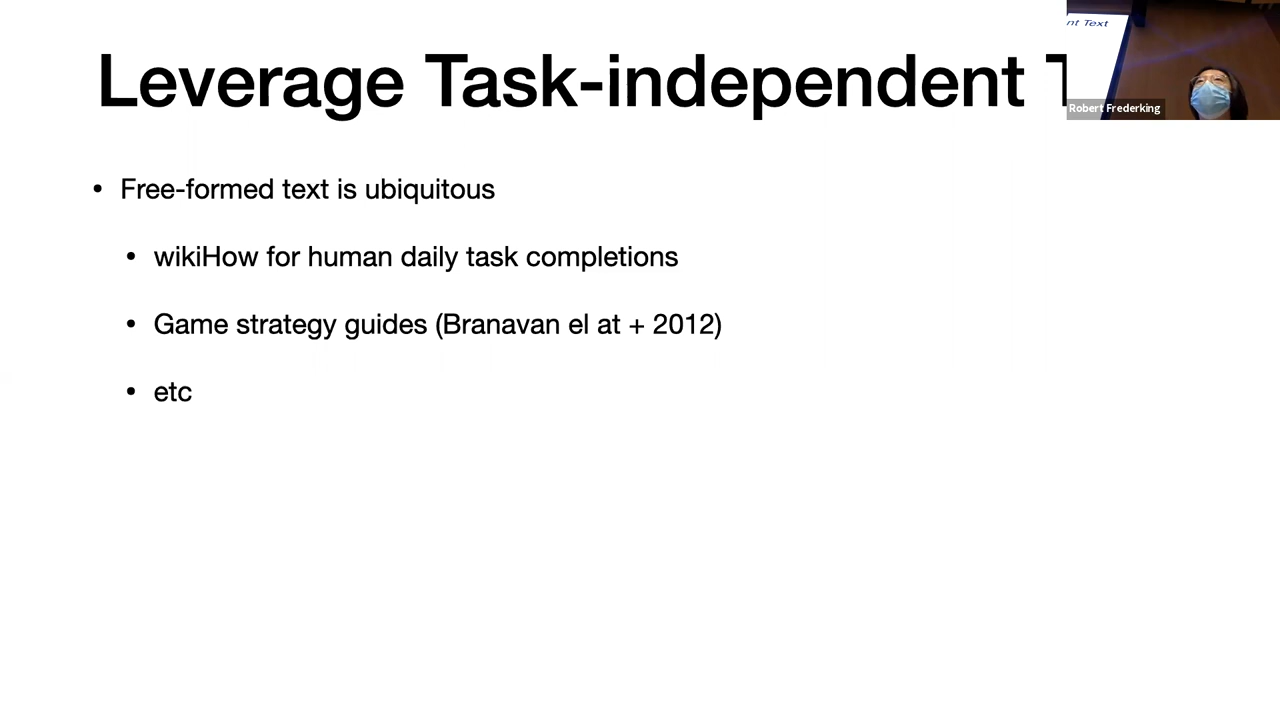 Leverage Task-independent T
nt Text
Robert Frederking
• Free-formed text is ubiquitous
• wikiHow for human daily task completions
• Game strategy guides (Branavan el at + 2012)
• etc